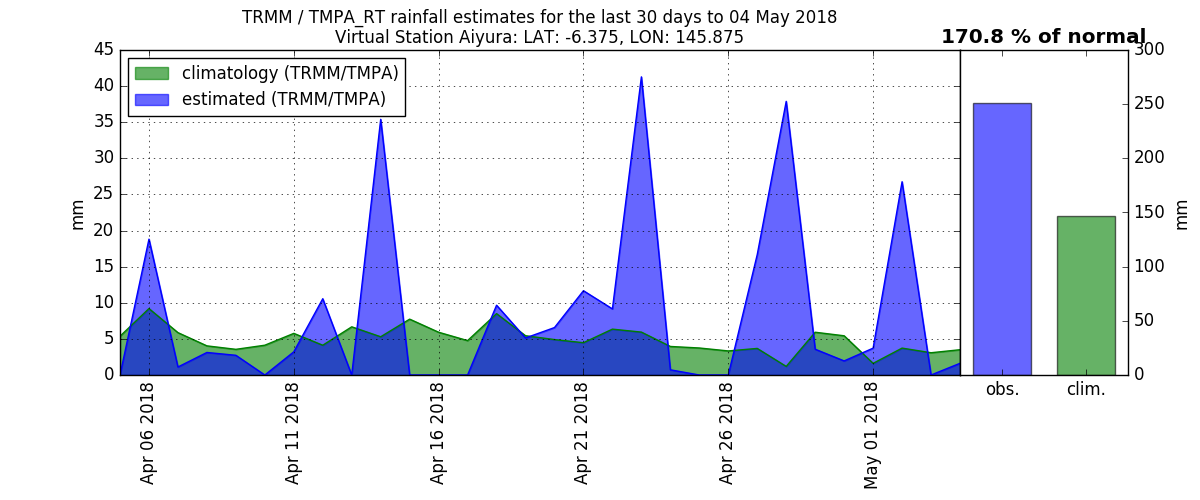 TRMM / TMPA_RT rainfall estimates for the last 30 days to 04 May 2018
Virtual Station Aiyura: LAT: -6.375, LON: 145.875
170.8 % of normal
climatology (TRMM/TMPA)
estimated (TRMM/TMPA)
45
40
35
30
25
20
15
10
5
0
mm
Apr 06 2018
Apr 11 2018
Apr 16 2018
Apr 21 2018
Apr 26 2018
May 01 2018
obs.
clim.
300
250
200
150
100
50
0
mm